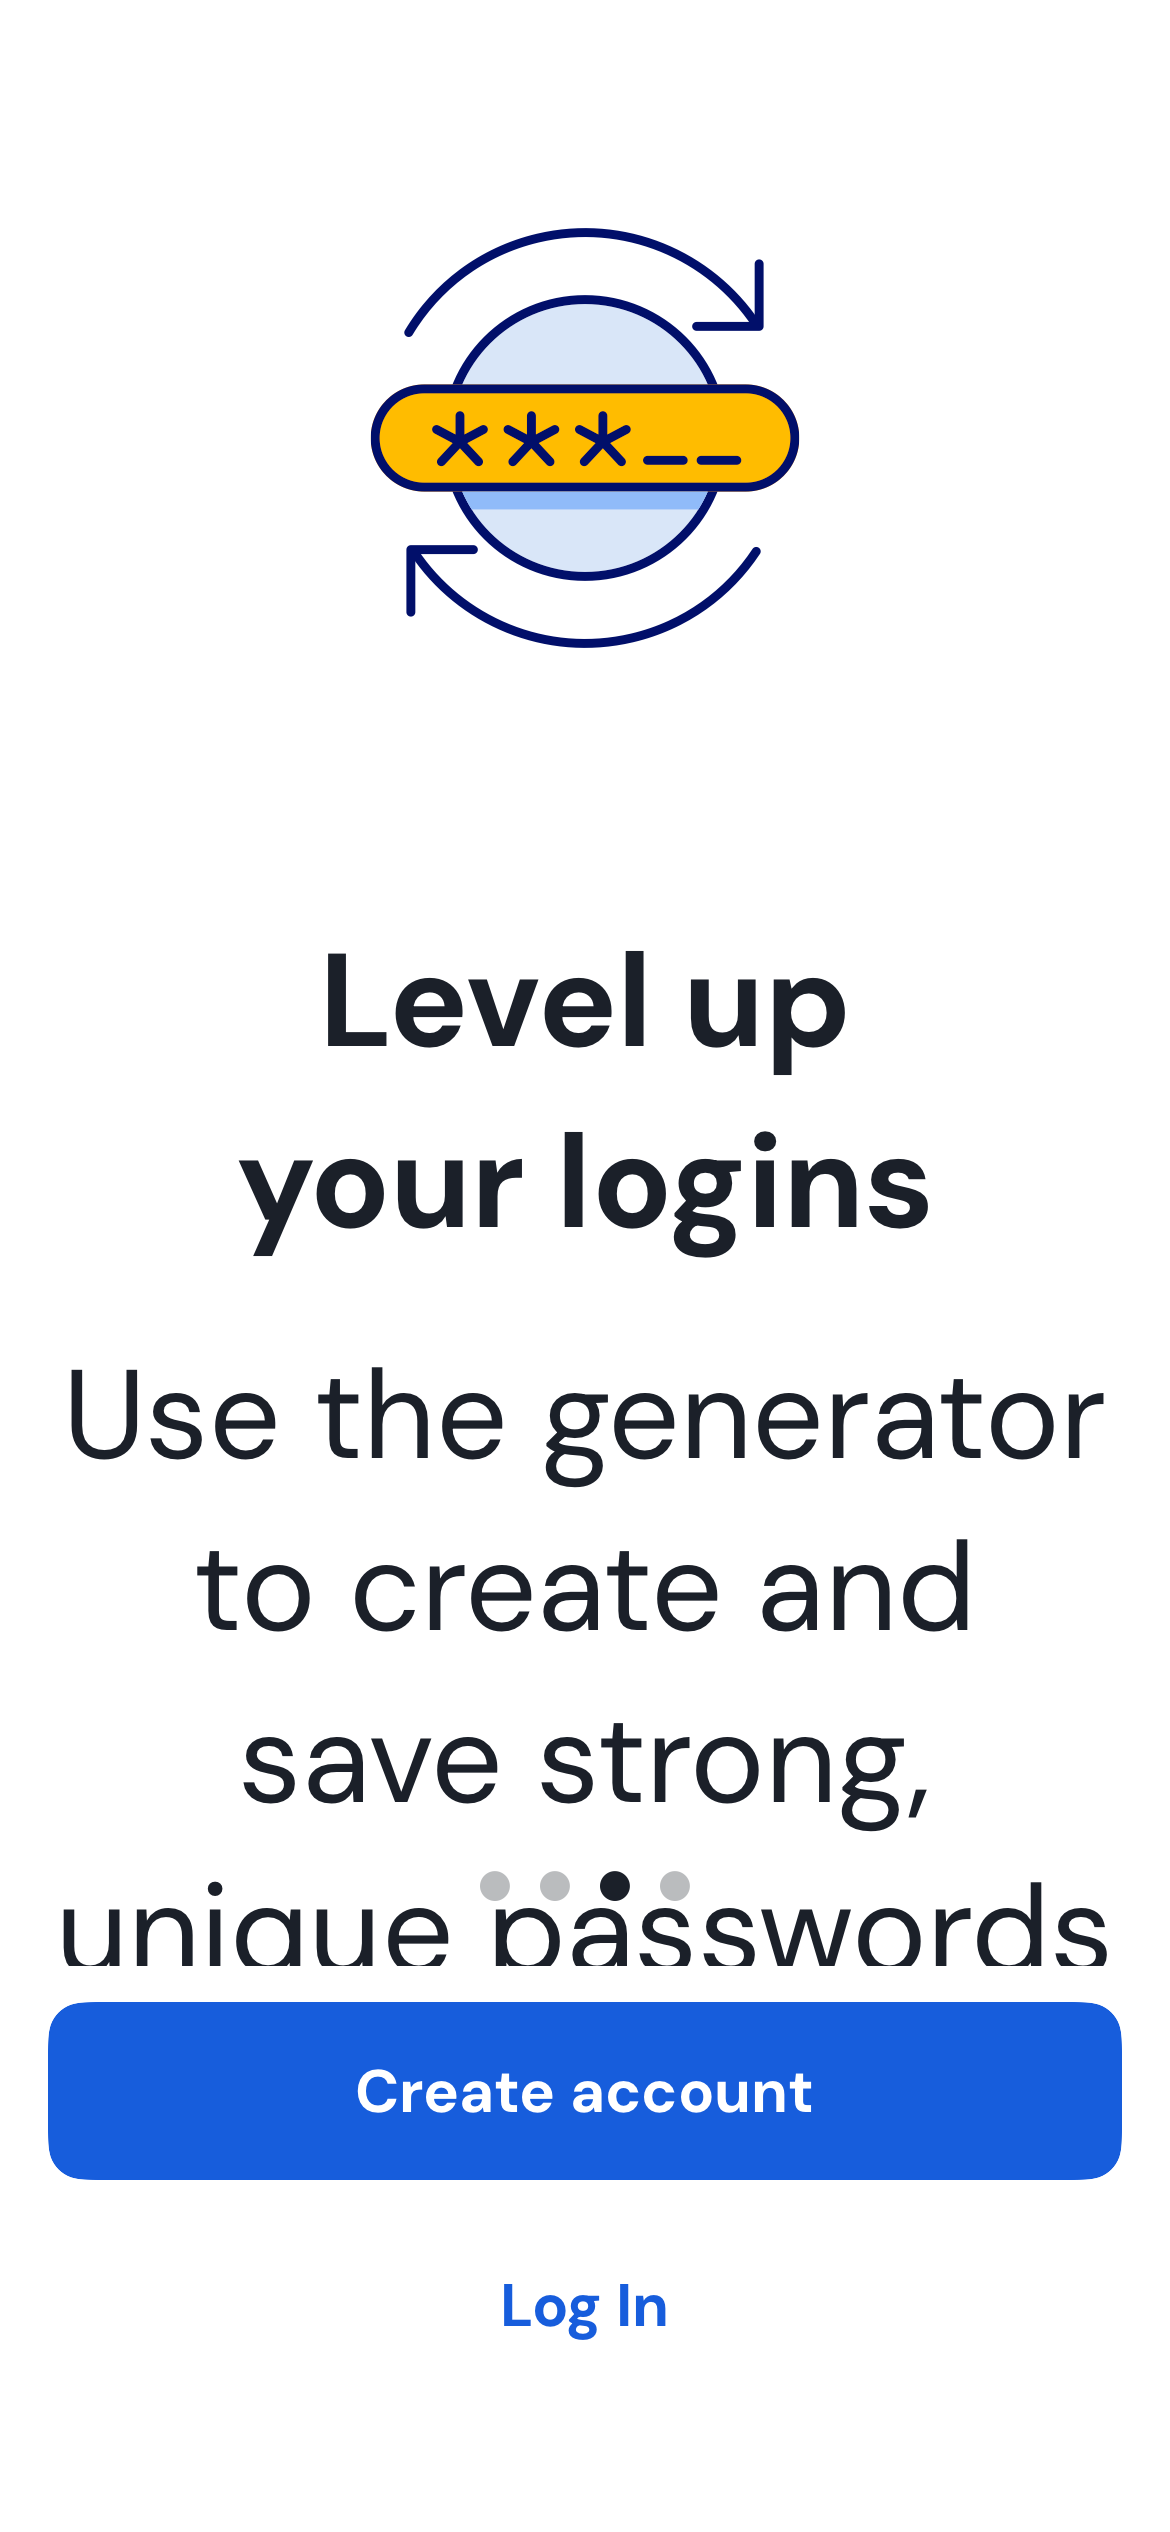 ***__
Level up
your logins
Use the generator
to create and
save strong,
unique passwords
Create account
Log In